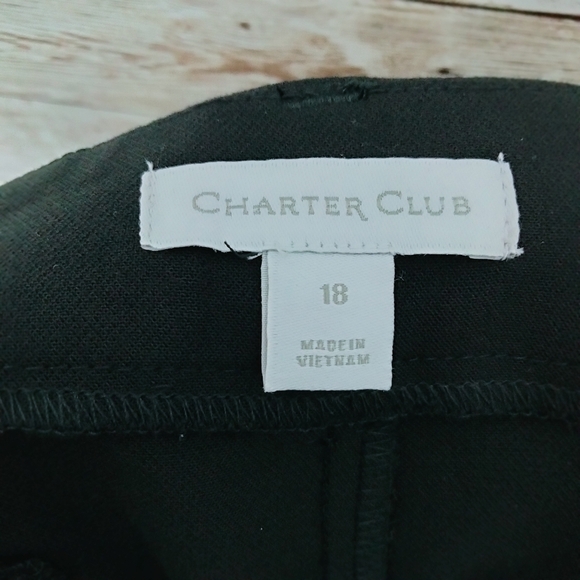 CHARTER CLUB
18
MADE IN
VIETNAM